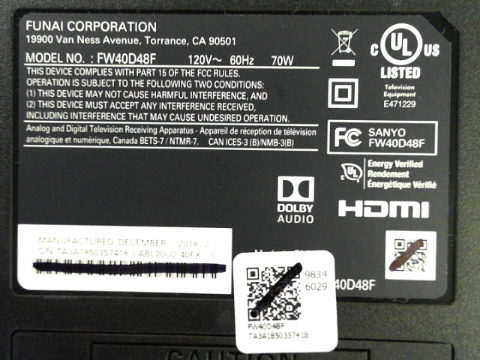 FUNAI CORPORATION
19900 Van Ness Avenue, Torrance, CA 90501
MODEL NO. : FW40D48F 120V~ 60Hz 70W
THIS DEVICE COMPLIES WITH PART 15 OF THE FCC RULES.
OPERATION IS SUBJECT TO THE FOLLOWING TWO CONDITIONS:
(1) THIS DEVICE MAY NOT CAUSE HARMFUL INTERFERENCE, AND
(2) THIS DEVICE MUST ACCEPT ANY INTERFERENCE RECEIVED,
INCLUDING INTERFERENCE THAT MAY CAUSE UNDESIRED OPERATION.
Analog and Digital Television Receiving Apparatus - Appareil de réception de télévision
analogique et numérique, Canada BETS-7 / NTMR-7. CAN ICES-3 (B)/NMB-3(B)
C UL US
LISTED
Television
Equipment
E471229
FC SANYO
FW40D48F
UL Energy Verified
Rendement
Énergétique Vérifié
DOLBY
AUDIO
HDMI
MANUFACTURED DECEMBER 2018
S/N TA3A1850357418
9834
6029
FW40D48F
TA3A1850357418
40D48F
CAUTION